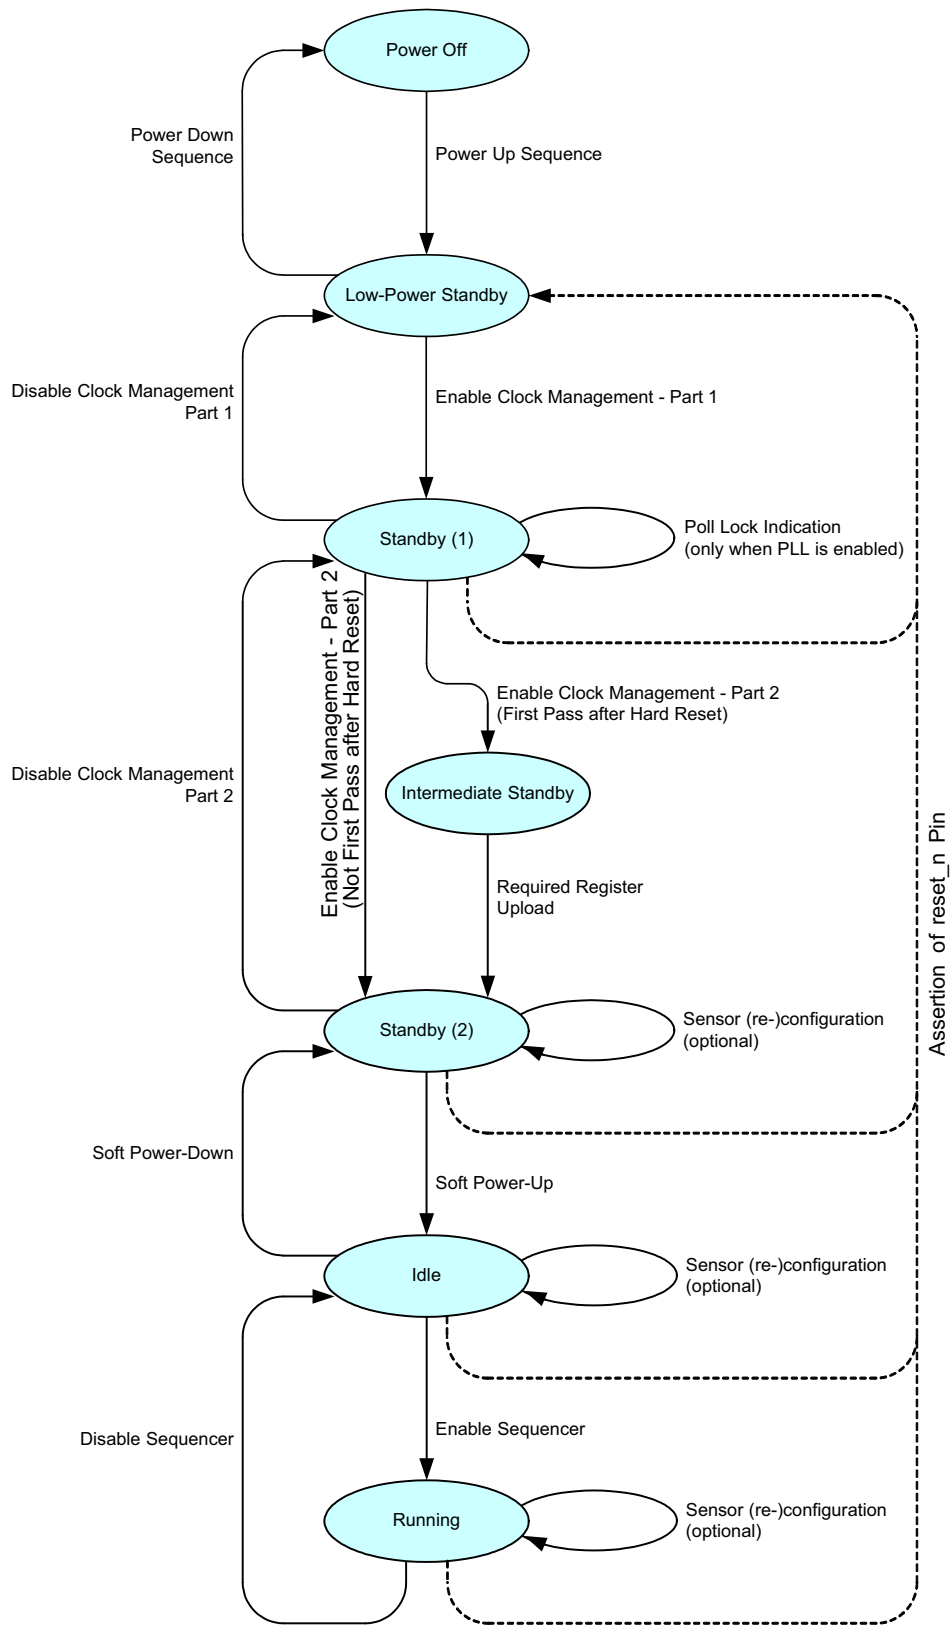 Power Off
Power Down
Sequence
Power Up Sequence
Low-Power Standby
Disable Clock Management
Part 1
Enable Clock Management - Part 1
Standby (1)
Poll Lock Indication
(only when PLL is enabled)
Enable Clock Management - Part 2
(Not First Pass after Hard Reset)
Enable Clock Management - Part 2
(First Pass after Hard Reset)
Disable Clock Management
Part 2
Intermediate Standby
Required Register
Upload
Assertion of reset_n Pin
Standby (2)
Sensor (re-)configuration
(optional)
Soft Power-Down
Soft Power-Up
Idle
Sensor (re-)configuration
(optional)
Disable Sequencer
Enable Sequencer
Running
Sensor (re-)configuration
(optional)